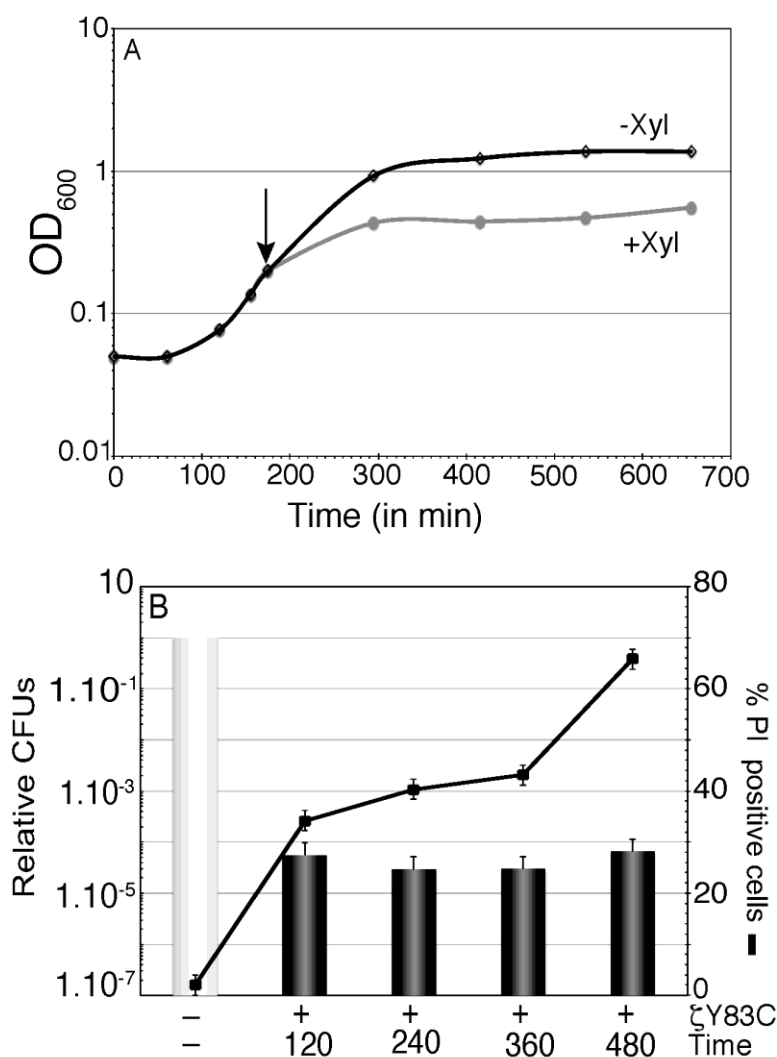 A
10
1
0.1
0.01
OD600
-Xyl
+Xyl
0 100 200 300 400 500 600 700
Time (in min)
B
10
1.10-1
1.10-3
1.10-5
1.10-7
Relative CFUs
80
60
40
20
0
% PI positive cells
– + + + + ζY83C
– 120 240 360 480 Time